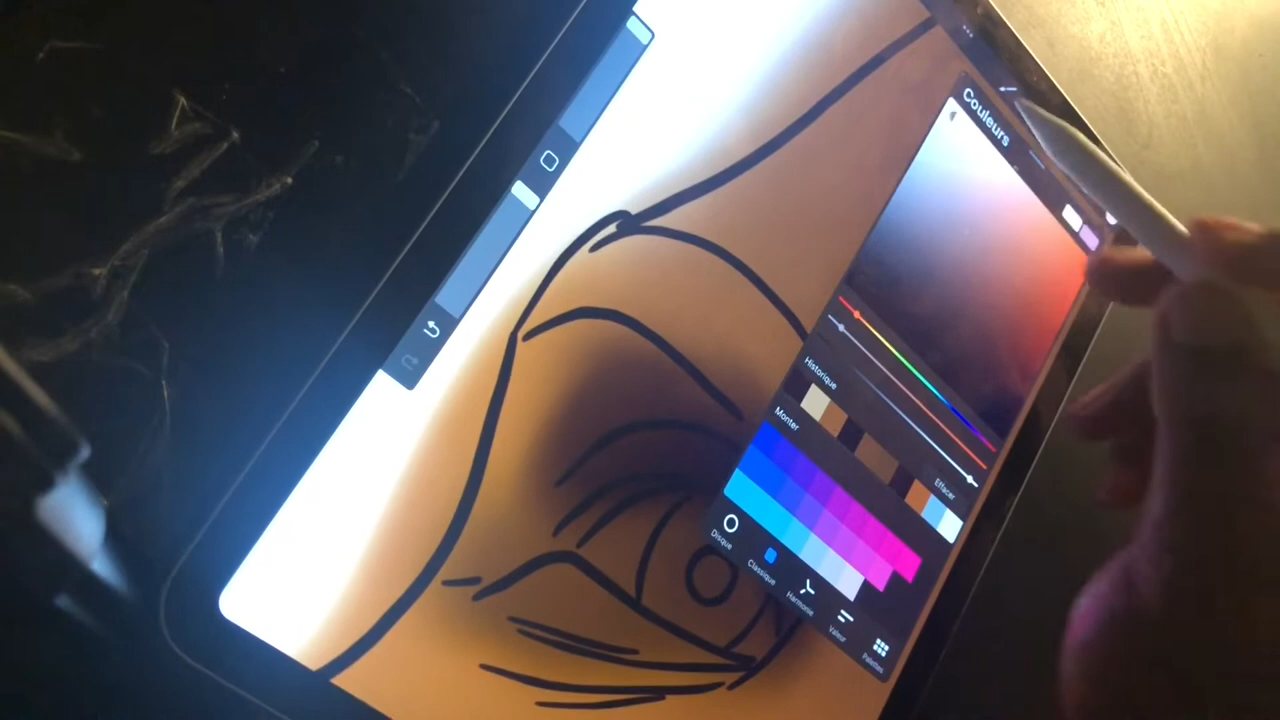 Couleurs
Historique
Effacer
Monter
Disque
Classique
Harmonie
Valeur
Palettes